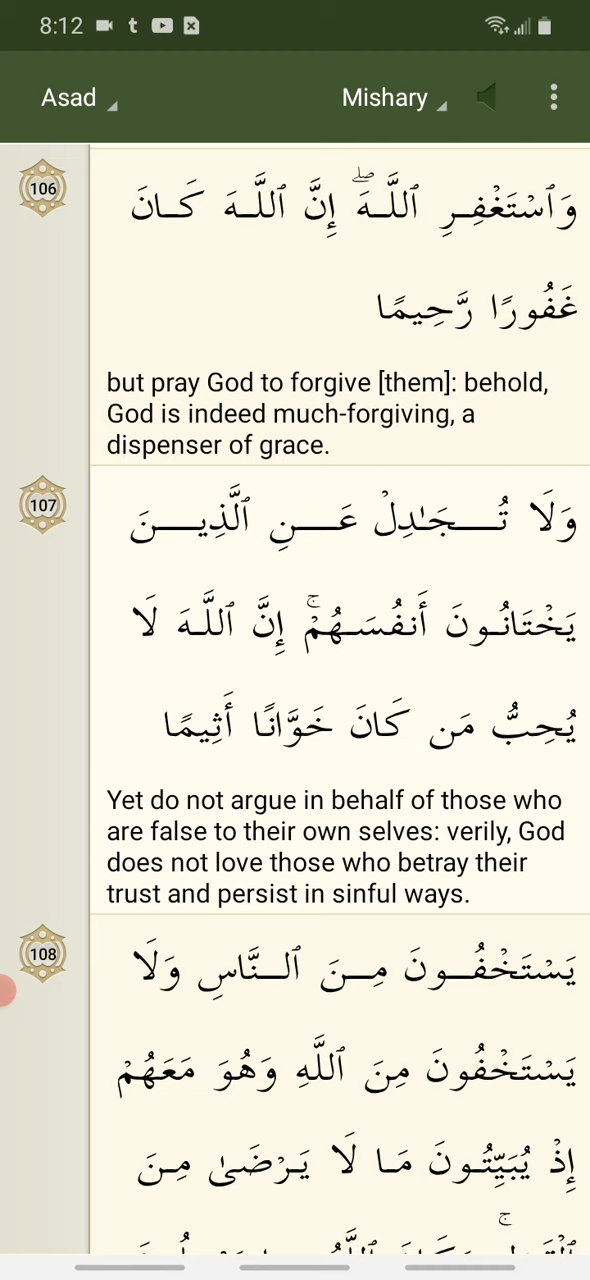 8:12
Asad
Mishary
106
وَٱسْتَغْفِرِ ٱللَّهَ ۖ إِنَّ ٱللَّهَ كَانَ
غَفُورًا رَّحِيمًا
but pray God to forgive [them]: behold,
God is indeed much-forgiving, a
dispenser of grace.
107
وَلَا تُجَـٰدِلْ عَنِ ٱلَّذِينَ
يَخْتَانُونَ أَنفُسَهُمْ ۚ إِنَّ ٱللَّهَ لَا
يُحِبُّ مَن كَانَ خَوَّانًا أَثِيمًا
Yet do not argue in behalf of those who
are false to their own selves: verily, God
does not love those who betray their
trust and persist in sinful ways.
108
يَسْتَخْفُونَ مِنَ ٱلنَّاسِ وَلَا
يَسْتَخْفُونَ مِنَ ٱللَّهِ وَهُوَ مَعَهُمْ
إِذْ يُبَيِّتُونَ مَا لَا يَرْضَىٰ مِنَ